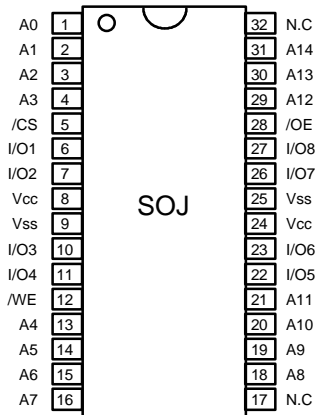 A0 1 32 N.C
A1 2 31 A14
A2 3 30 A13
A3 4 29 A12
/CS 5 28 /OE
I/O1 6 27 I/O8
I/O2 7 26 I/O7
Vcc 8 25 Vss
SOJ
Vss 9 24 Vcc
I/O3 10 23 I/O6
I/O4 11 22 I/O5
/WE 12 21 A11
A4 13 20 A10
A5 14 19 A9
A6 15 18 A8
A7 16 17 N.C